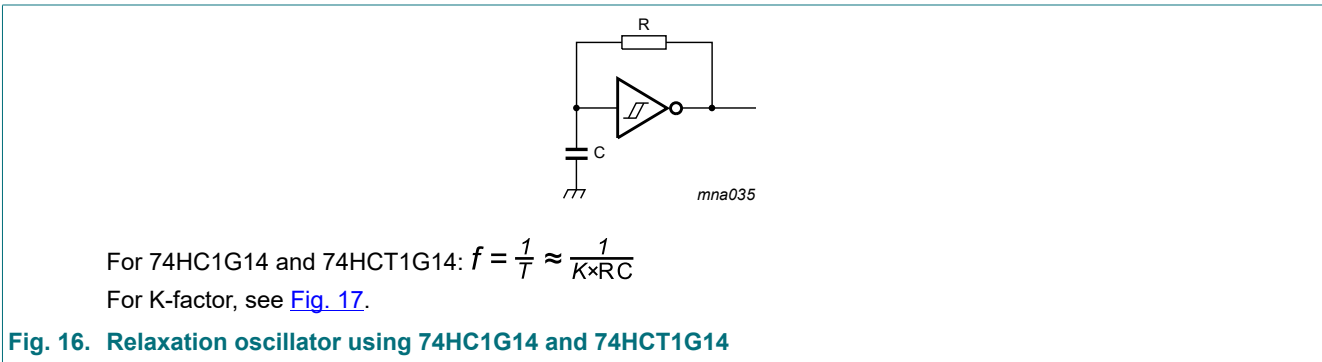 R
C
mna035
For 74HC1G14 and 74HCT1G14: f = 1/T ≈ 1/K×RC
For K-factor, see Fig. 17.
Fig. 16. Relaxation oscillator using 74HC1G14 and 74HCT1G14